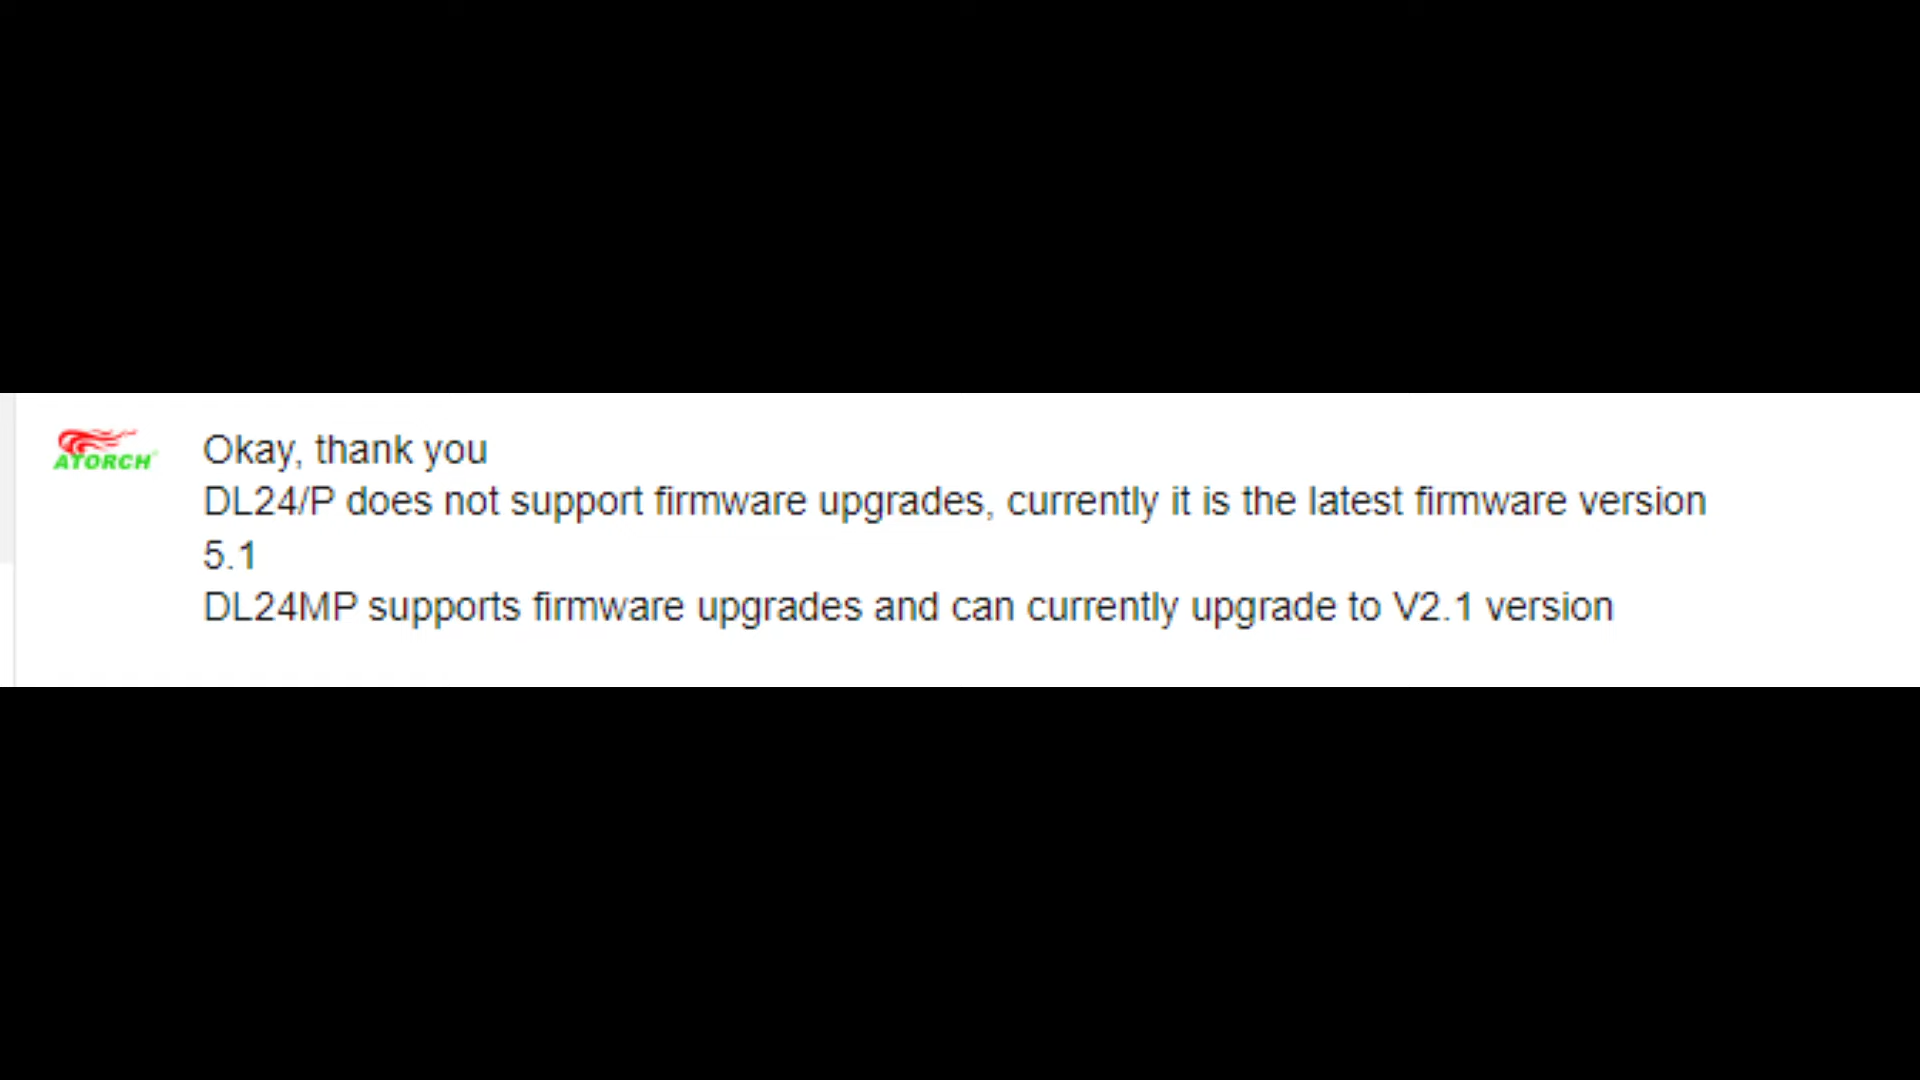 ATORCH
Okay, thank you
DL24/P does not support firmware upgrades, currently it is the latest firmware version
5.1
DL24MP supports firmware upgrades and can currently upgrade to V2.1 version